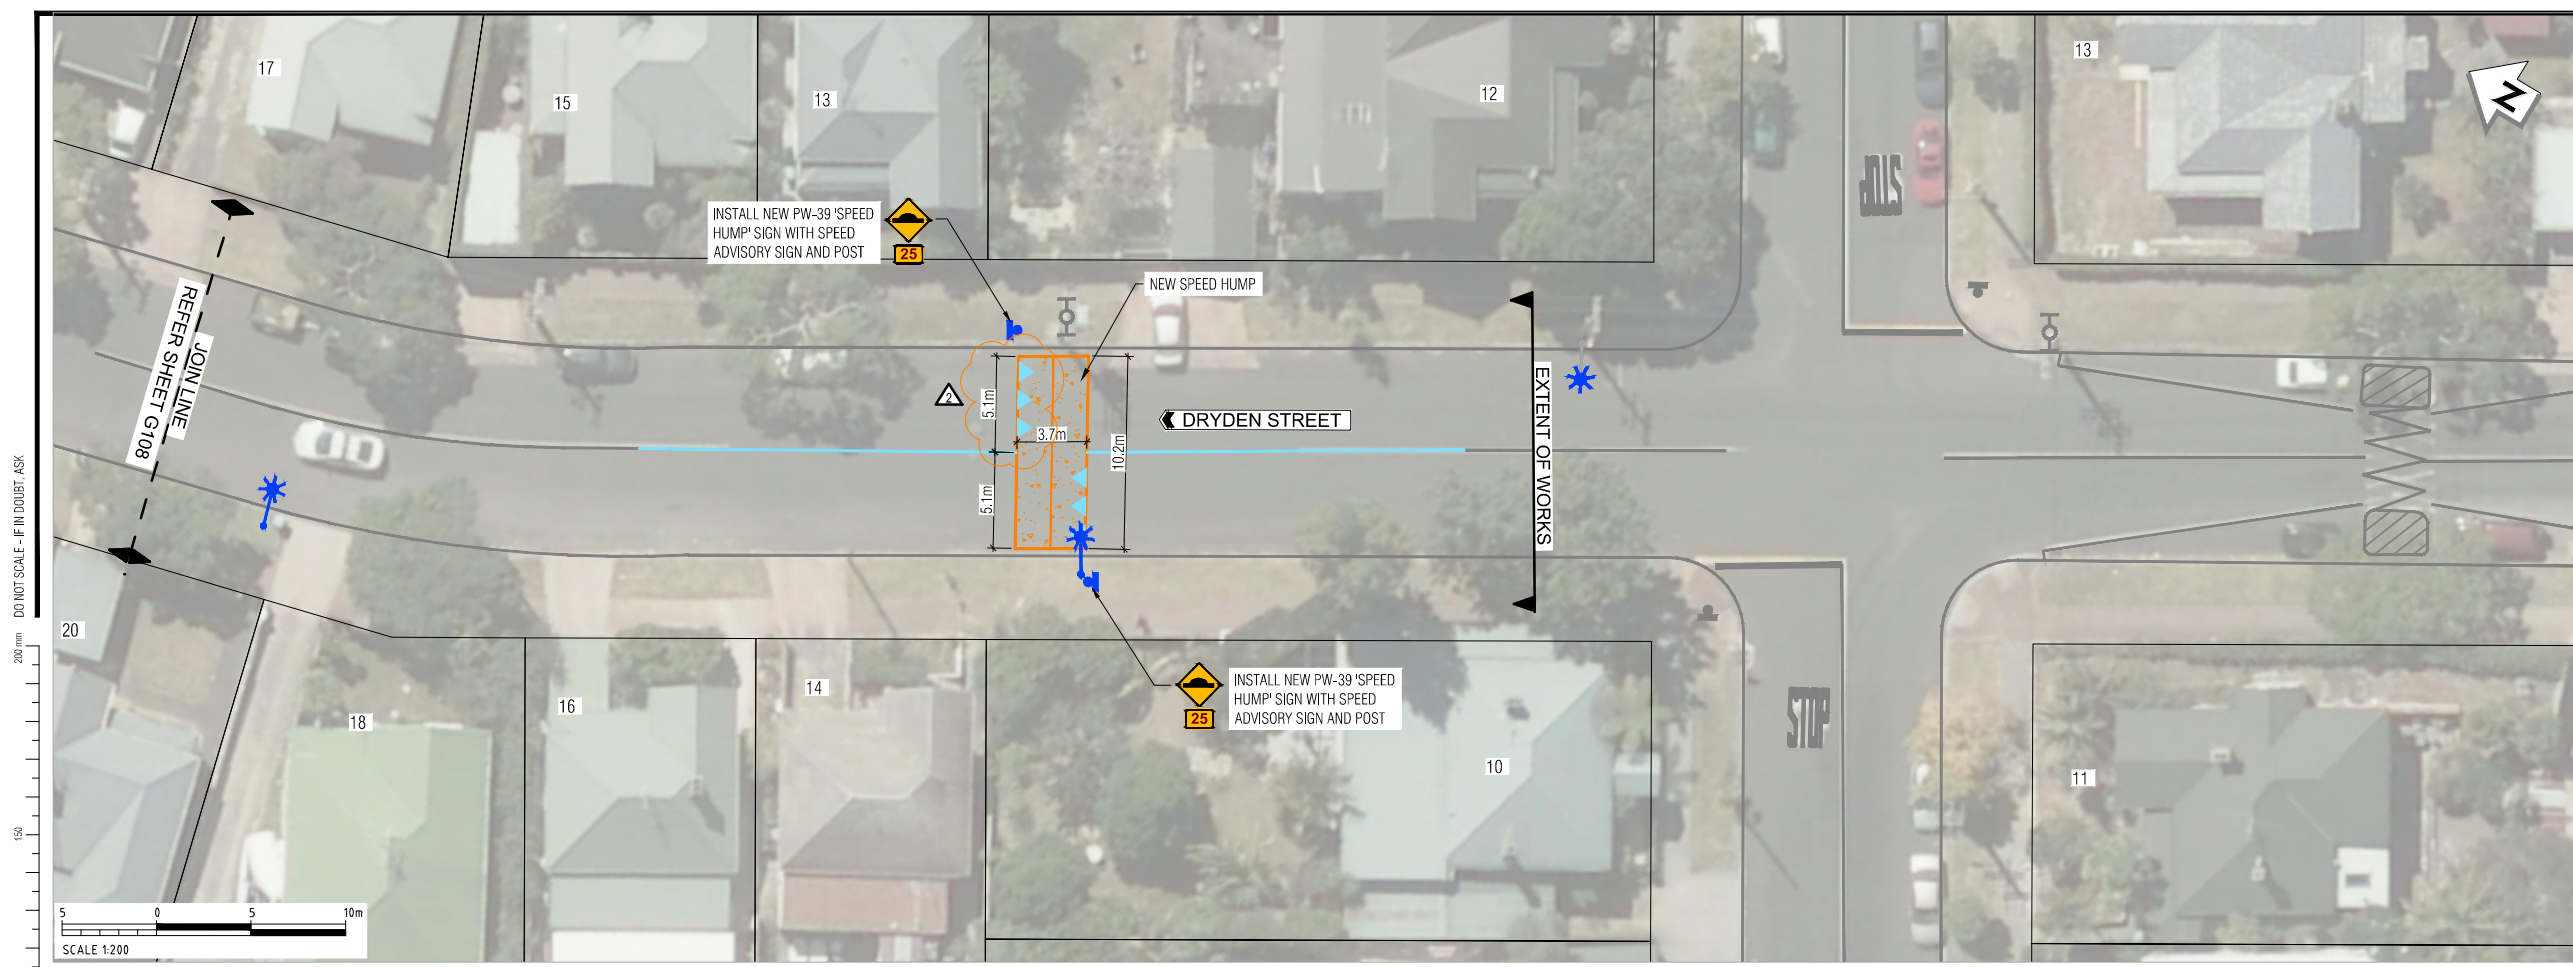 17
15
13
12
13
N
INSTALL NEW PW-39 'SPEED
HUMP' SIGN WITH SPEED
ADVISORY SIGN AND POST
25
NEW SPEED HUMP
STOP
JOIN LINE
REFER SHEET G108
2
5.1m
3.7m
10.2m
5.1m
DRYDEN STREET
EXTENT OF WORKS
DO NOT SCALE - IF IN DOUBT, ASK
200 mm
150
20
18
16
14
10
11
INSTALL NEW PW-39 'SPEED
HUMP' SIGN WITH SPEED
ADVISORY SIGN AND POST
25
STOP
5 0 5 10m
SCALE 1:200